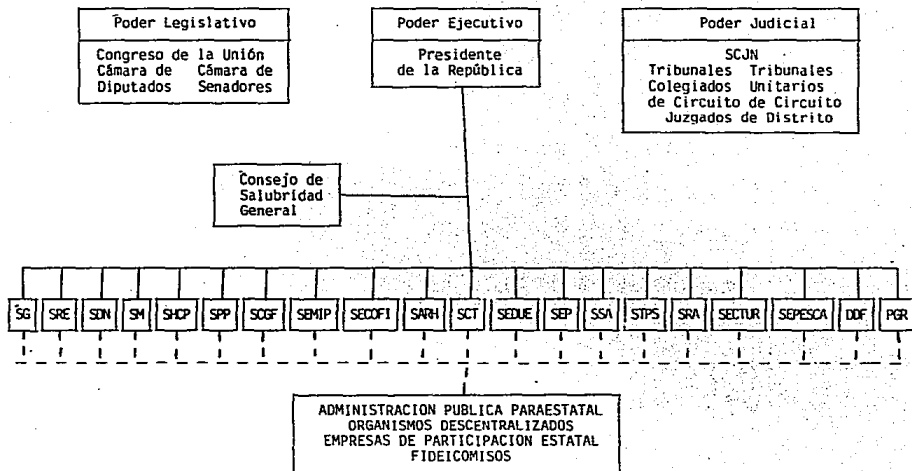 Poder Legislativo
Congreso de la Unión
Cámara de Cámara de
Diputados Senadores
Poder Ejecutivo
Presidente
de la República
Poder Judicial
SCJN
Tribunales Tribunales
Colegiados Unitarios
de Circuito de Circuito
Juzgados de Distrito
Consejo de
Salubridad
General
SG SRE SDN SM SHCP SPP SCGF SEMIP SECOFI SARH SCT SEDUE SEP SSA STPS SRA SECTUR SEPESCA DDF PGR
ADMINISTRACION PUBLICA PARAESTATAL
ORGANISMOS DESCENTRALIZADOS
EMPRESAS DE PARTICIPACION ESTATAL
FIDEICOMISOS